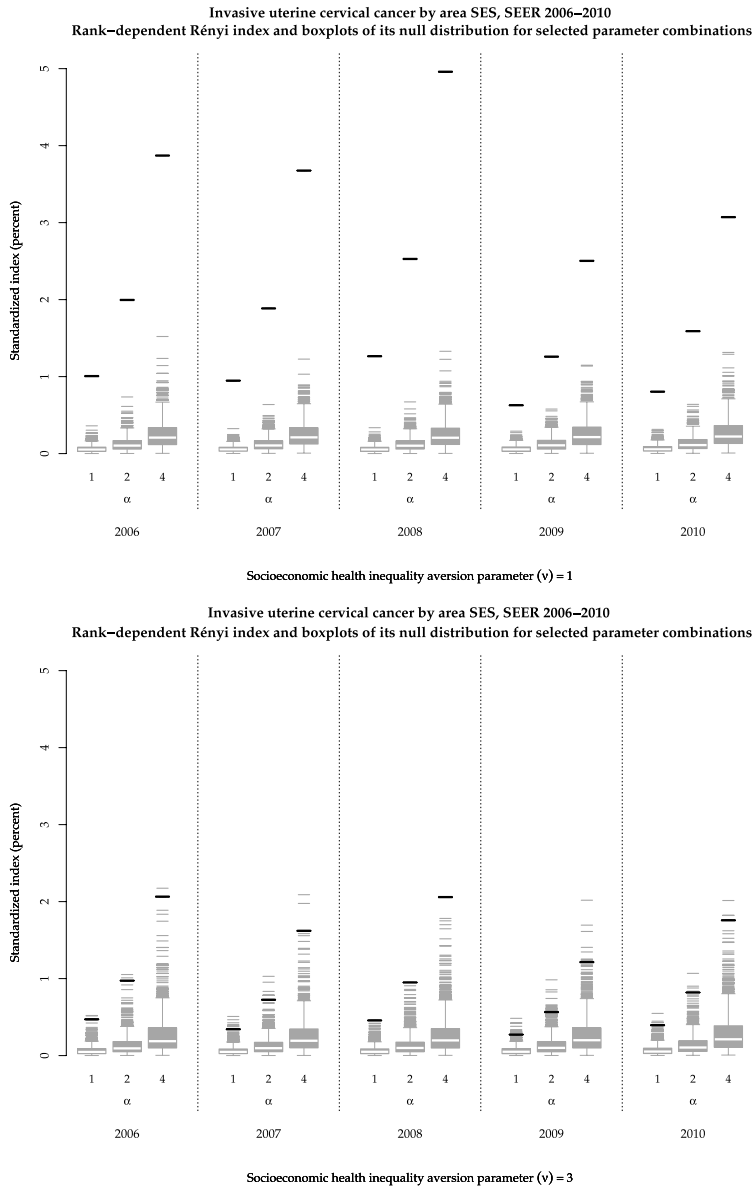 Invasive uterine cervical cancer by area SES, SEER 2006−2010
Rank−dependent Rényi index and boxplots of its null distribution for selected parameter combinations
Standardized index (percent)
5
4
3
2
1
0
1 2 4 1 2 4 1 2 4 1 2 4 1 2 4
α α α α α
2006 2007 2008 2009 2010
Socioeconomic health inequality aversion parameter (ν) = 1
Invasive uterine cervical cancer by area SES, SEER 2006−2010
Rank−dependent Rényi index and boxplots of its null distribution for selected parameter combinations
Standardized index (percent)
5
4
3
2
1
0
1 2 4 1 2 4 1 2 4 1 2 4 1 2 4
α α α α α
2006 2007 2008 2009 2010
Socioeconomic health inequality aversion parameter (ν) = 3